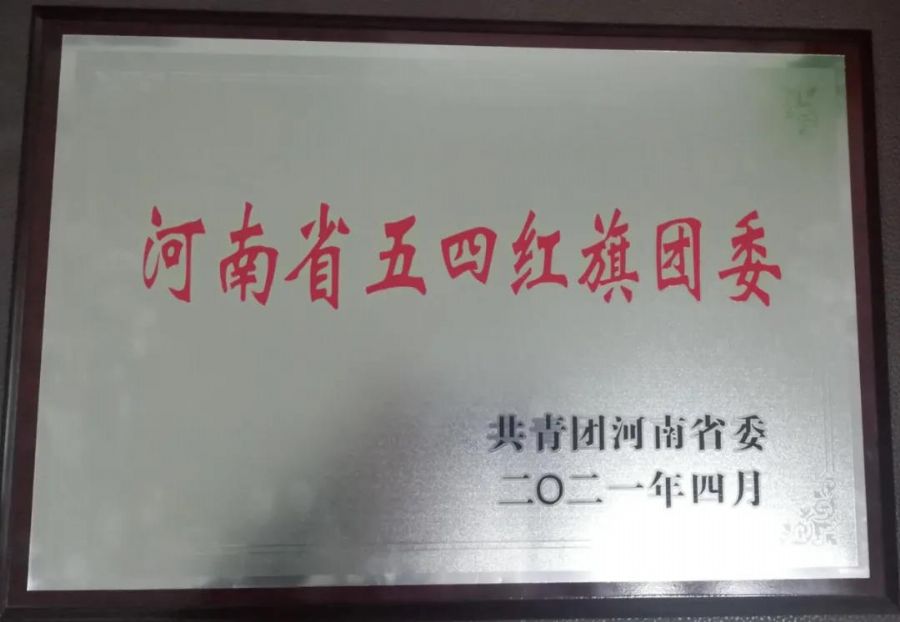 河南省五四红旗团委
共青团河南省委
二〇二一年四月